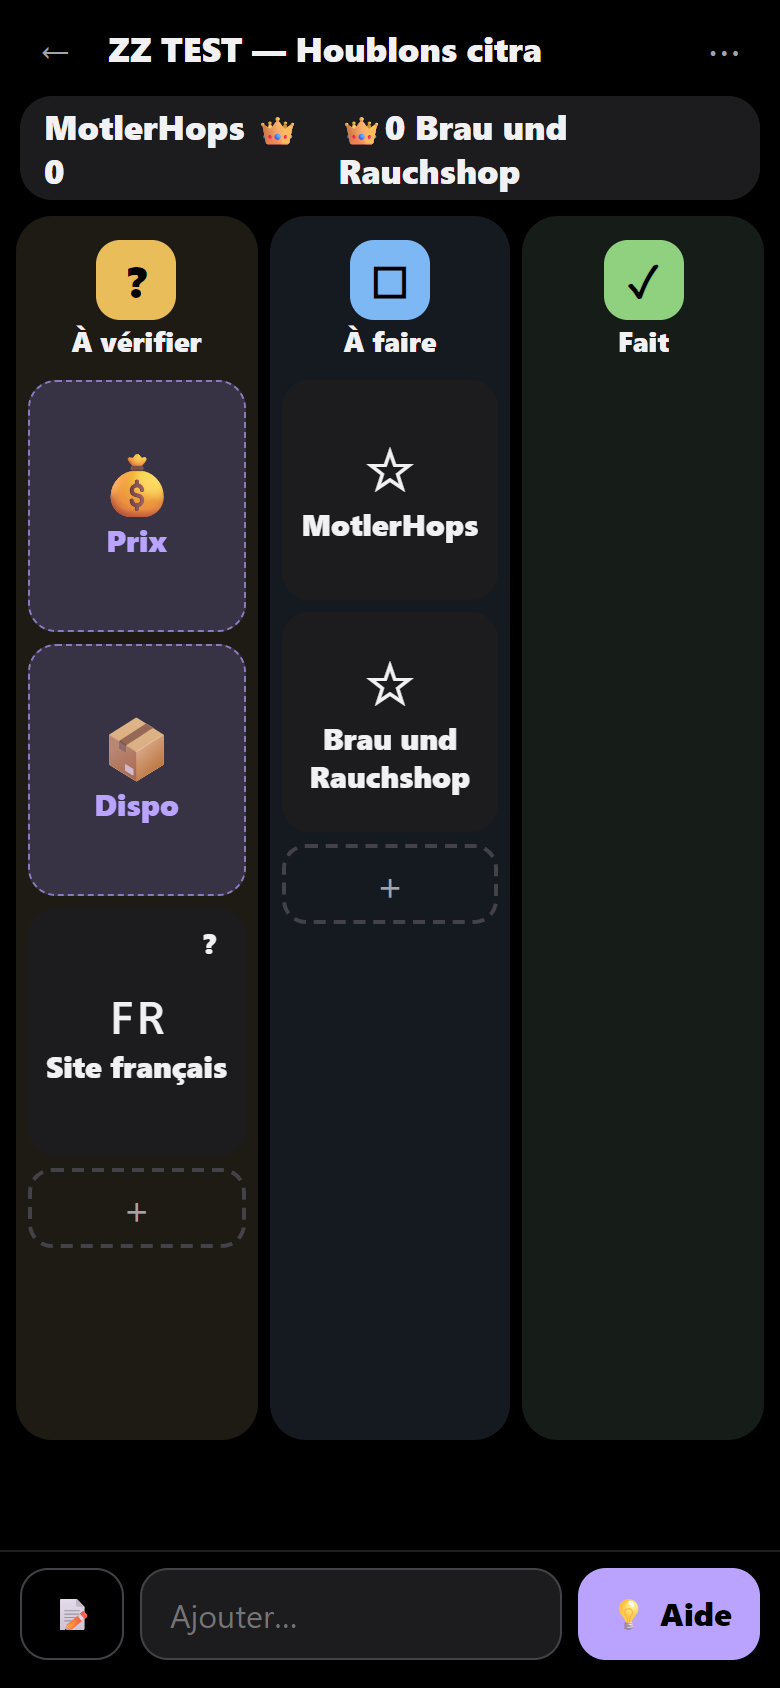 ← ZZ TEST — Houblons citra ...
MotlerHops 👑
0
👑 0 Brau und
Rauchshop
?
À vérifier
💰
Prix
📦
Dispo
?
FR
Site français
+
□
À faire
☆
MotlerHops
☆
Brau und
Rauchshop
+
✓
Fait
📝
Ajouter...
💡 Aide